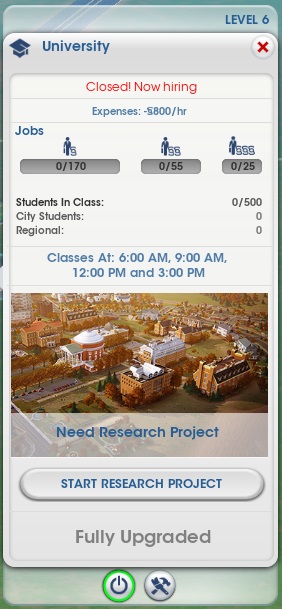 LEVEL 6
University
Closed! Now hiring
Expenses: -§800/hr
Jobs
§ §§ §§§
0/170 0/55 0/25
Students In Class: 0/500
City Students: 0
Regional: 0
Classes At: 6:00 AM, 9:00 AM,
12:00 PM and 3:00 PM
Need Research Project
START RESEARCH PROJECT
Fully Upgraded